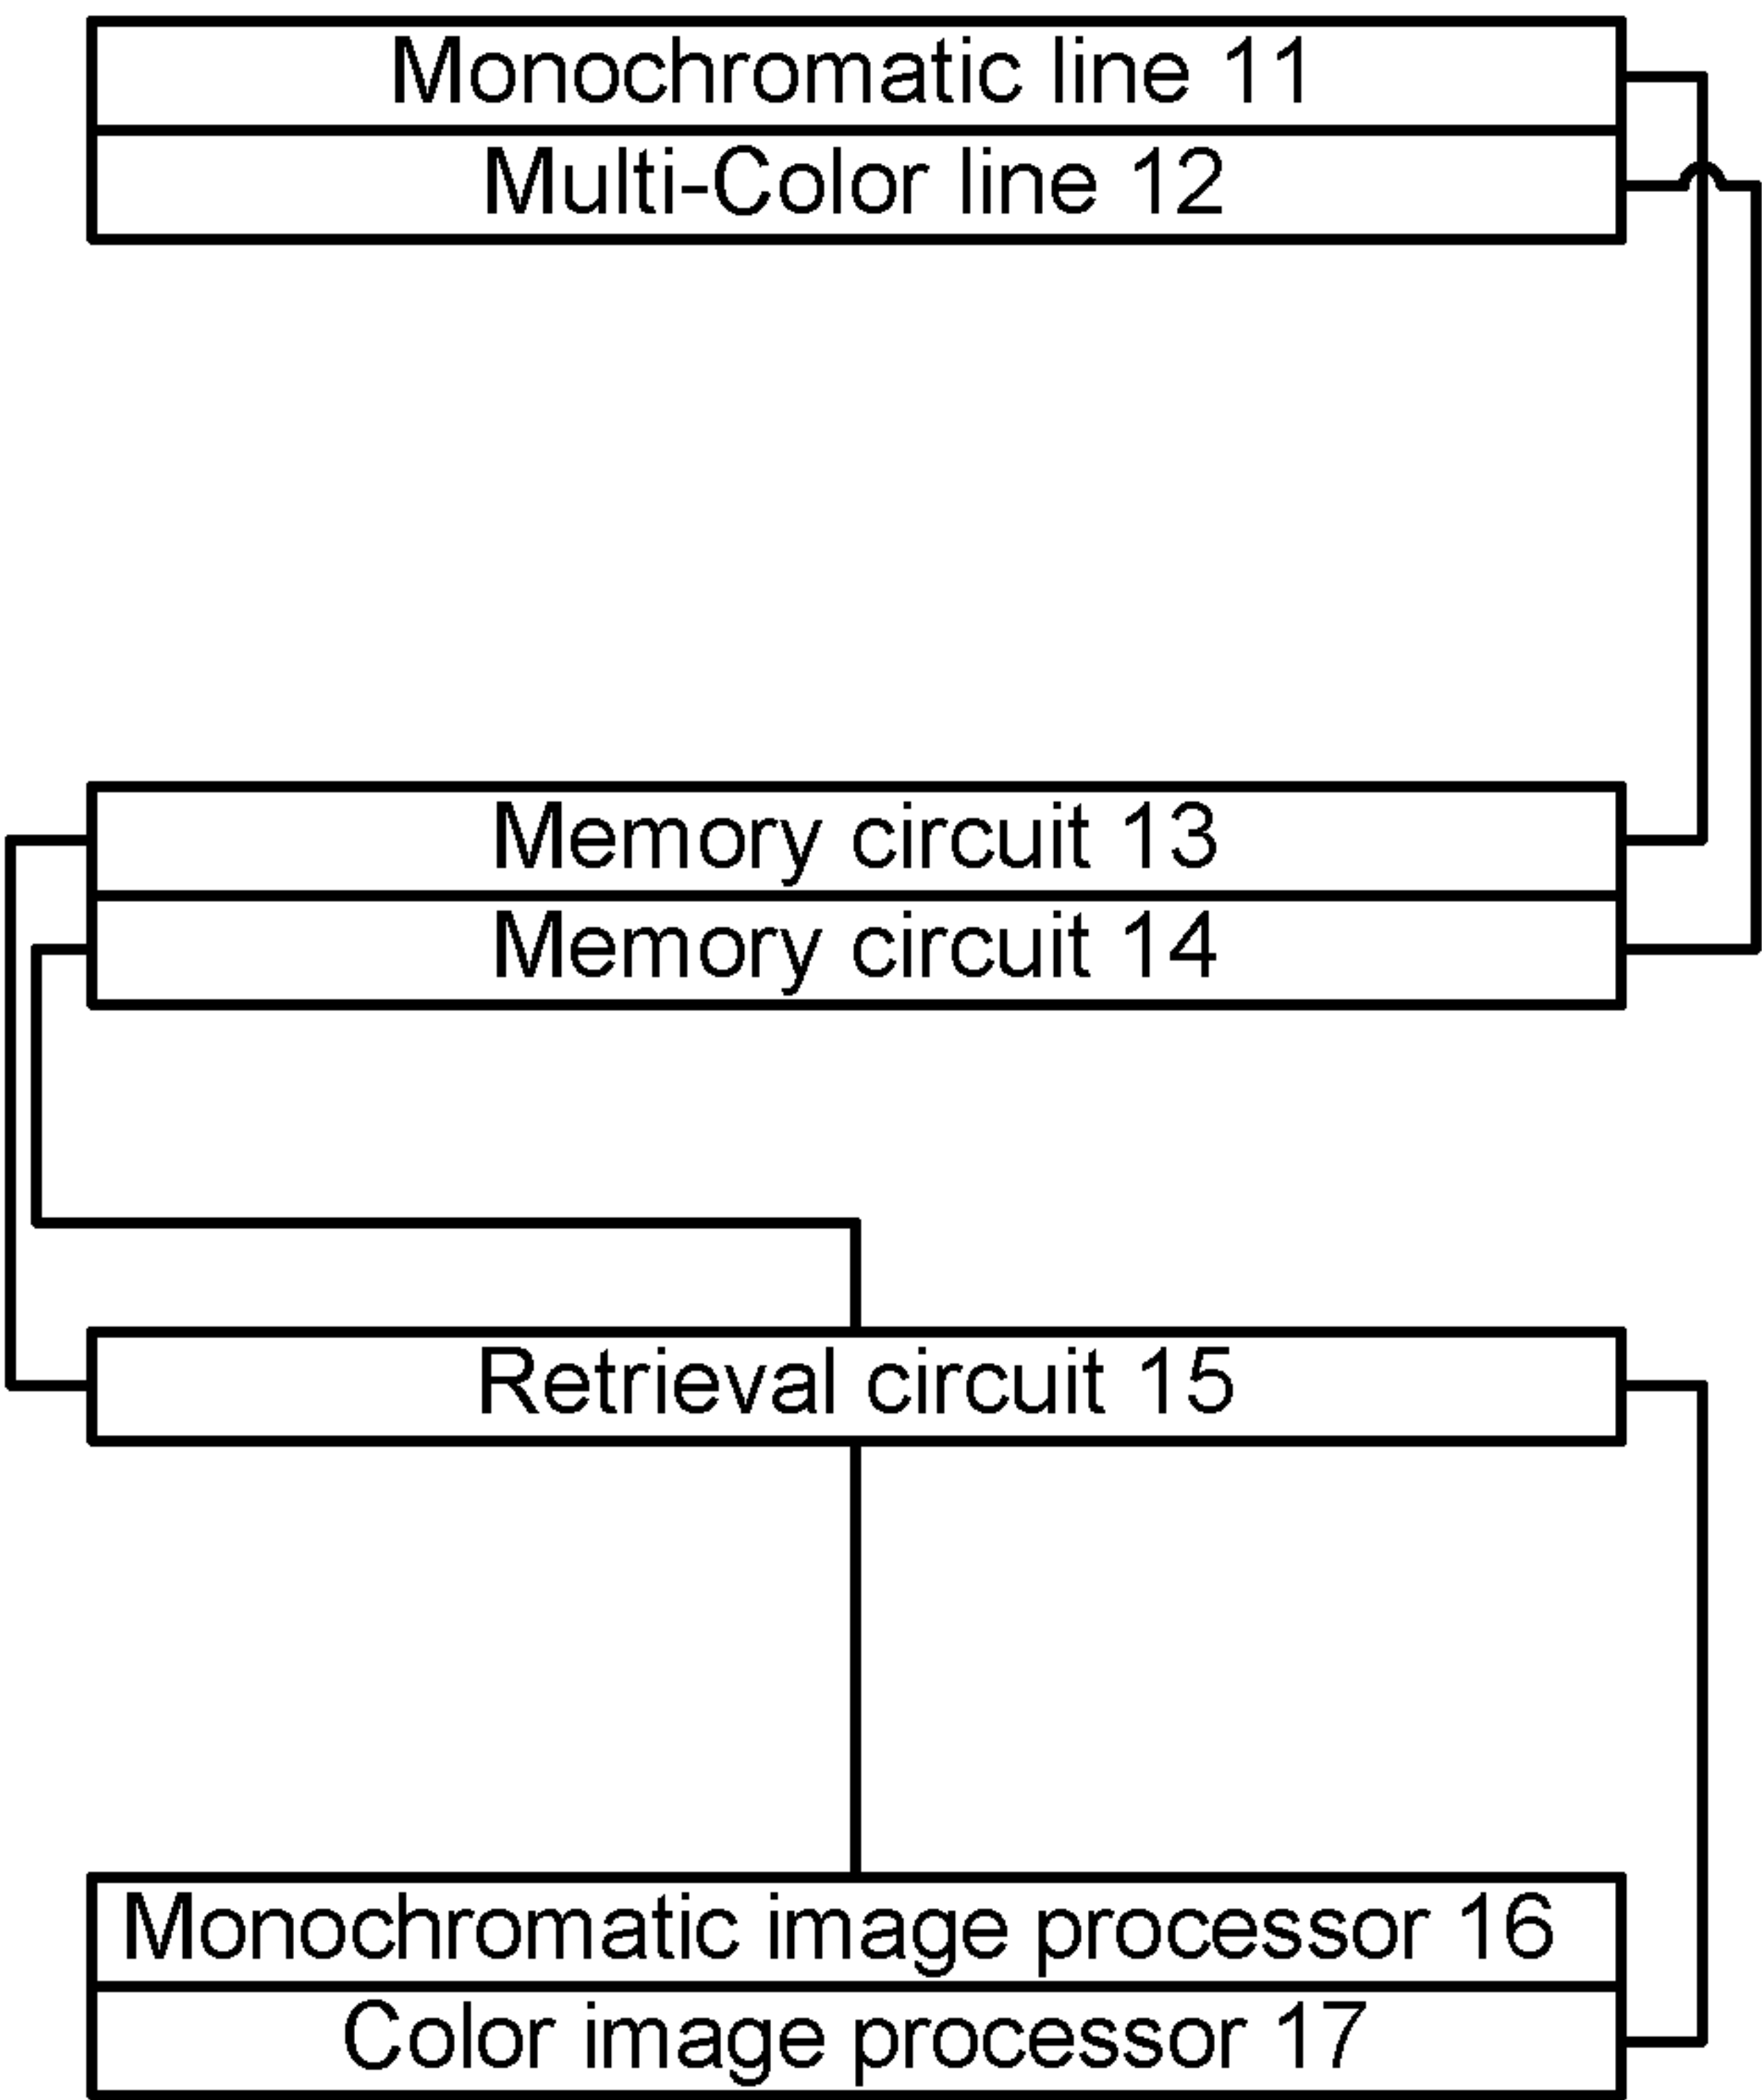 Monochromatic line 11
Multi-Color line 12
Memory circuit 13
Memory circuit 14
Retrieval circuit 15
Monochromatic image processor 16
Color image processor 17